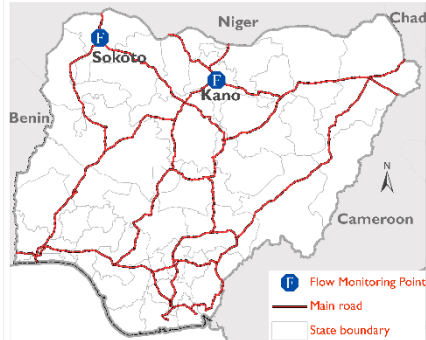 Niger
Chad
F
Sokoto
F
Kano
Benin
N
Cameroon
F Flow Monitoring Point
Main road
State boundary